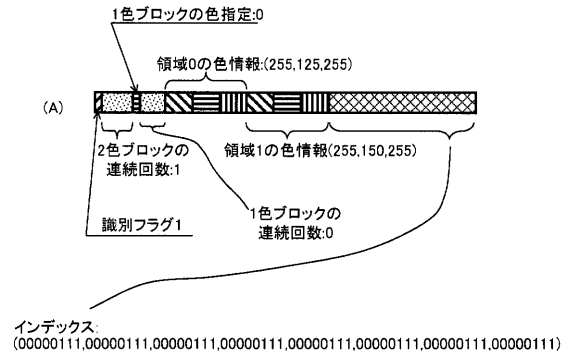 1色ブロックの色指定:0
領域0の色情報:(255,125,255)
(A)
2色ブロックの
連続回数:1
領域1の色情報(255,150,255)
1色ブロックの
連続回数:0
識別フラグ1
インデックス:
(00000111,00000111,00000111,00000111,00000111,00000111,00000111,00000111)